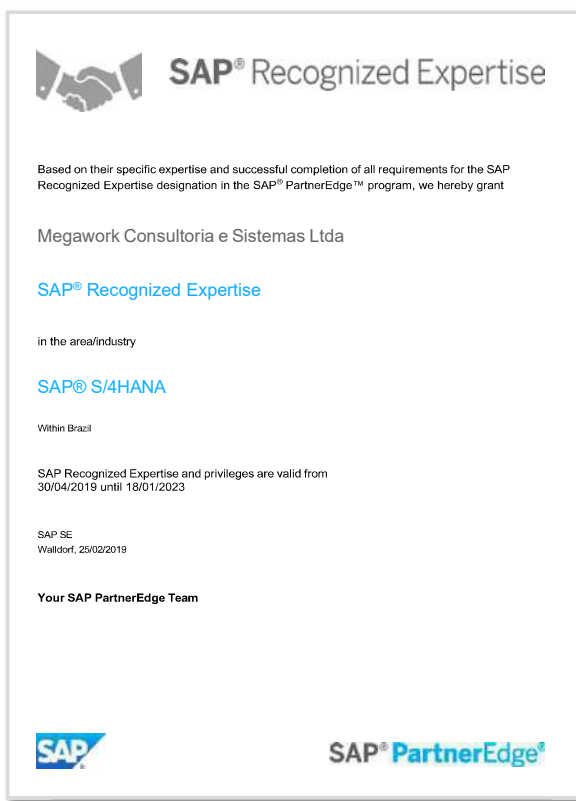 SAP® Recognized Expertise
Based on their specific expertise and successful completion of all requirements for the SAP
Recognized Expertise designation in the SAP® PartnerEdge™ program, we hereby grant
Megawork Consultoria e Sistemas Ltda
SAP® Recognized Expertise
in the area/industry
SAP® S/4HANA
Within Brazil
SAP Recognized Expertise and privileges are valid from
30/04/2019 until 18/01/2023
SAP SE
Walldorf, 25/02/2019
Your SAP PartnerEdge Team
SAP®
SAP® PartnerEdge®